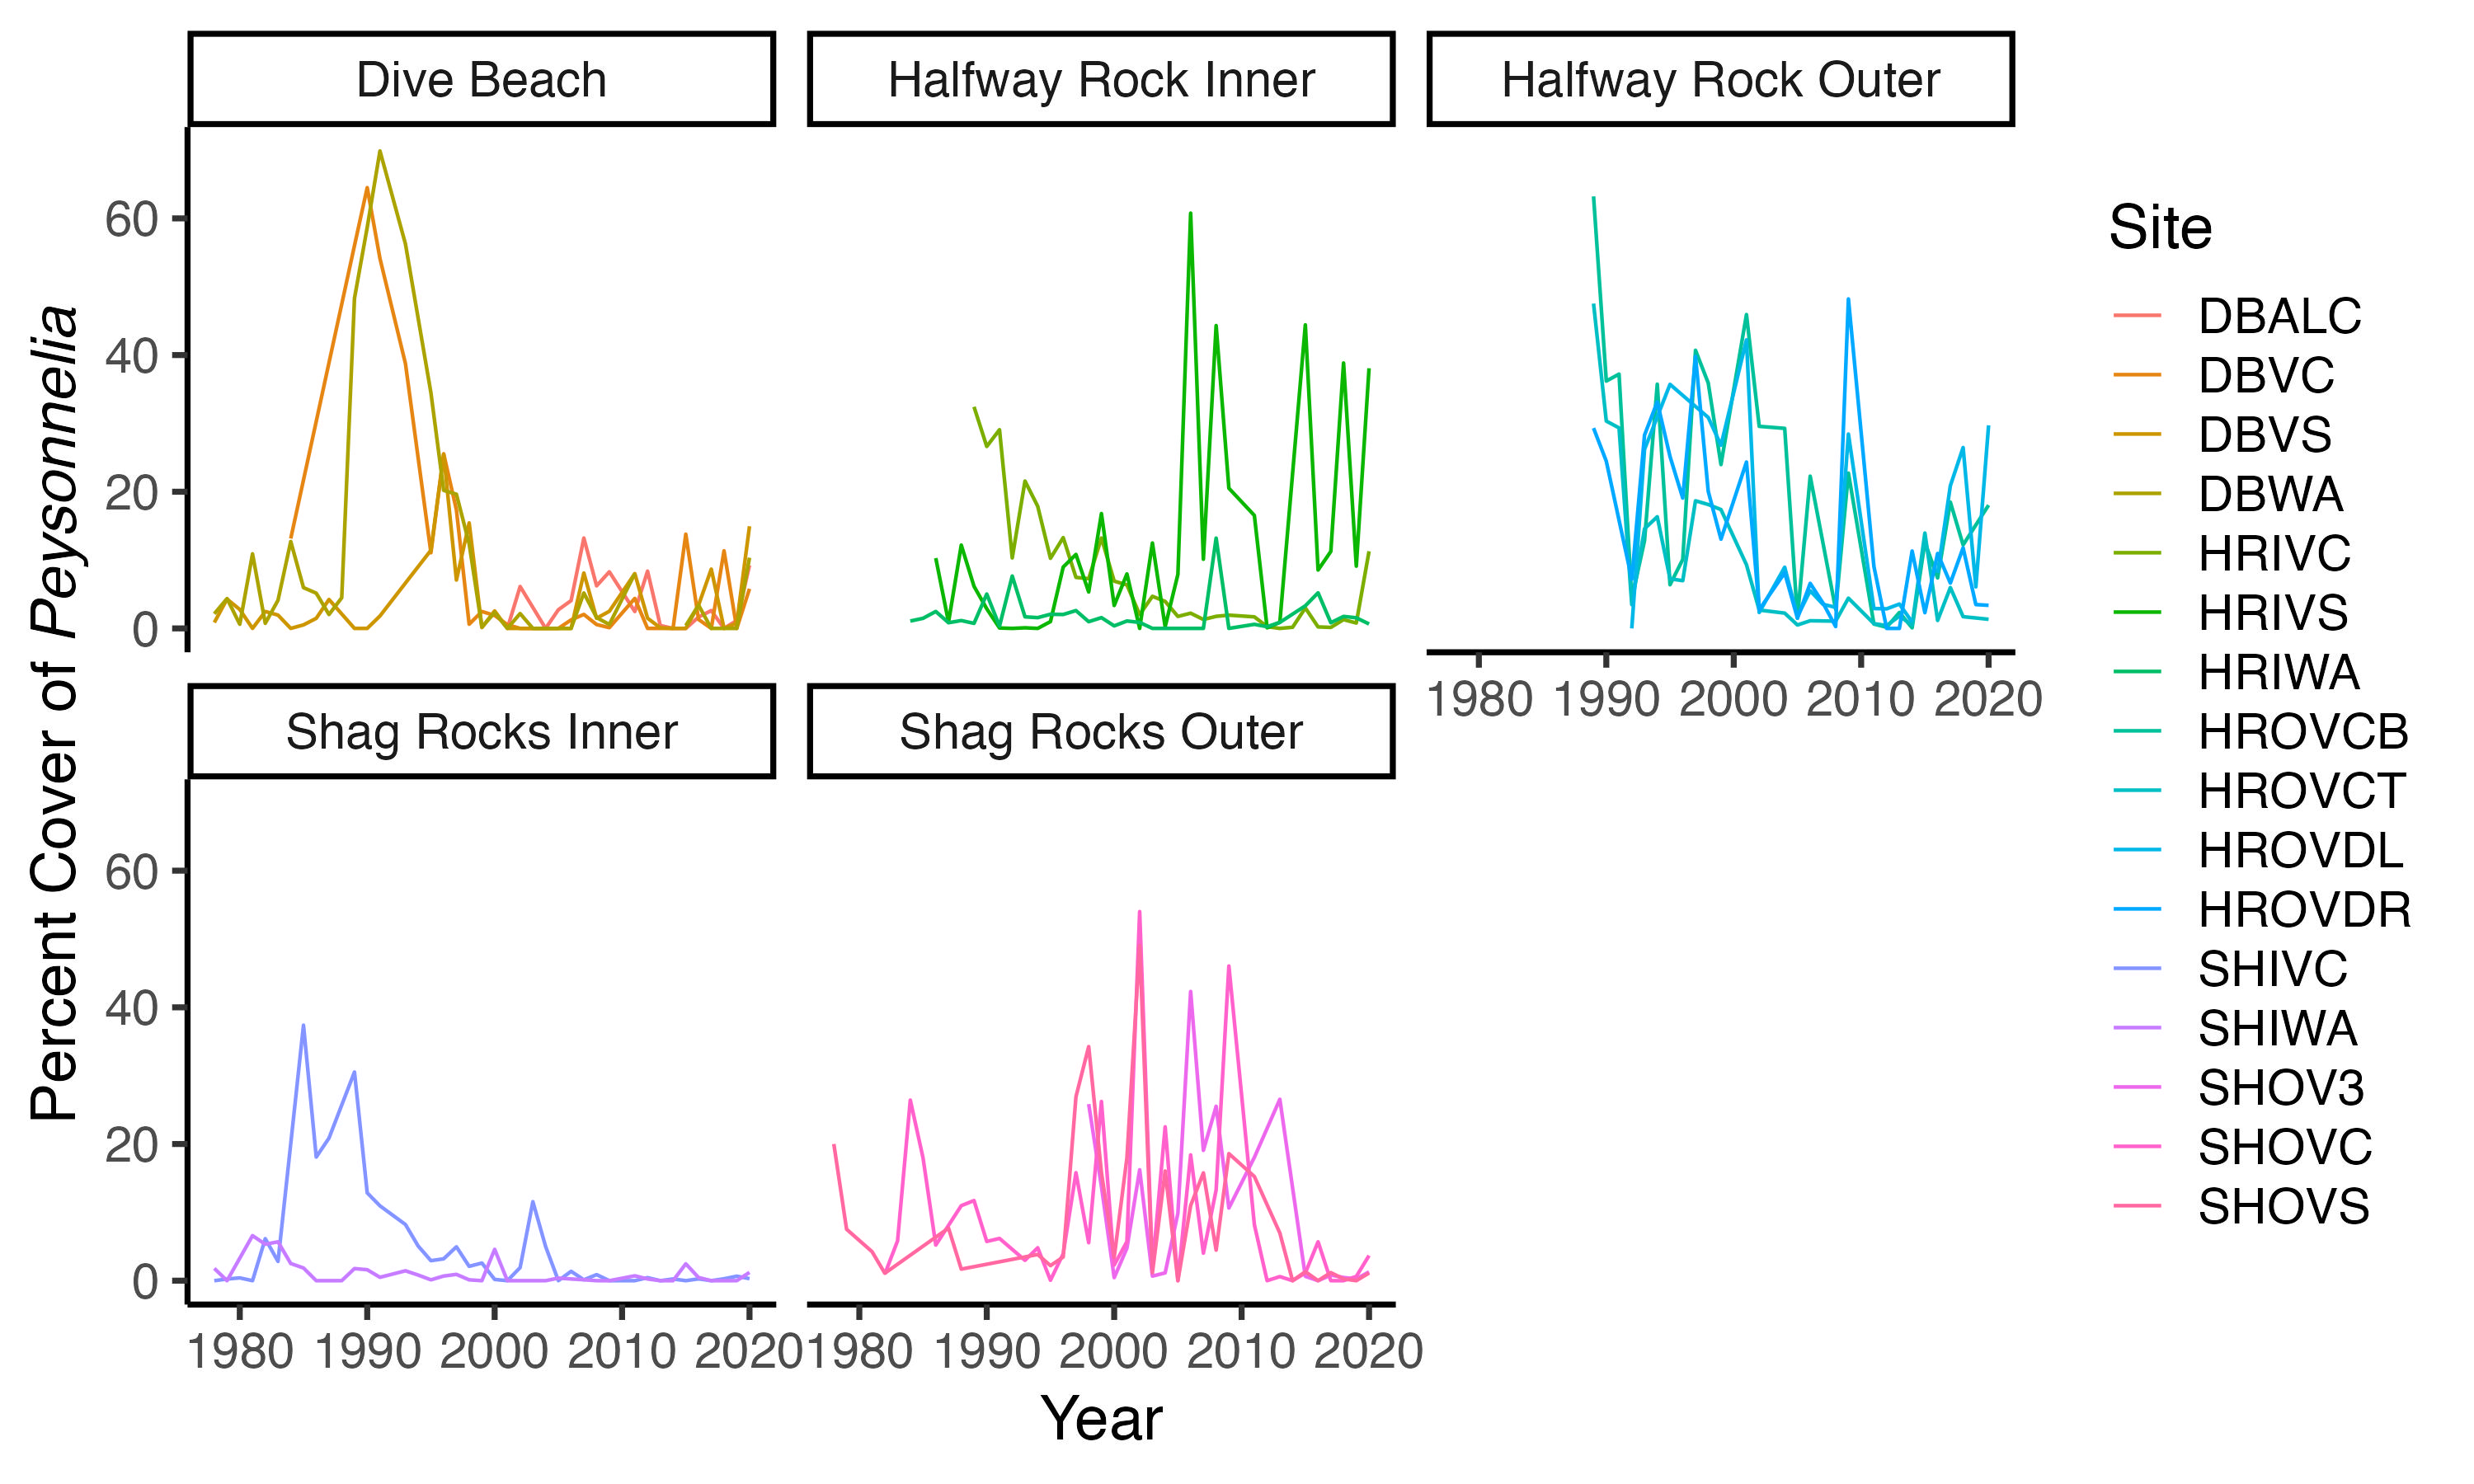 Dive Beach
Halfway Rock Inner
Halfway Rock Outer
60
40
20
0
1980 1990 2000 2010 2020
Shag Rocks Inner
Shag Rocks Outer
60
40
20
0
1980 1990 2000 2010 2020
1980 1990 2000 2010 2020
Percent Cover of Peysonnelia
Year
Site
DBALC
DBVC
DBVS
DBWA
HRIVC
HRIVS
HRIWA
HROVCB
HROVCT
HROVDL
HROVDR
SHIVC
SHIWA
SHOV3
SHOVC
SHOVS